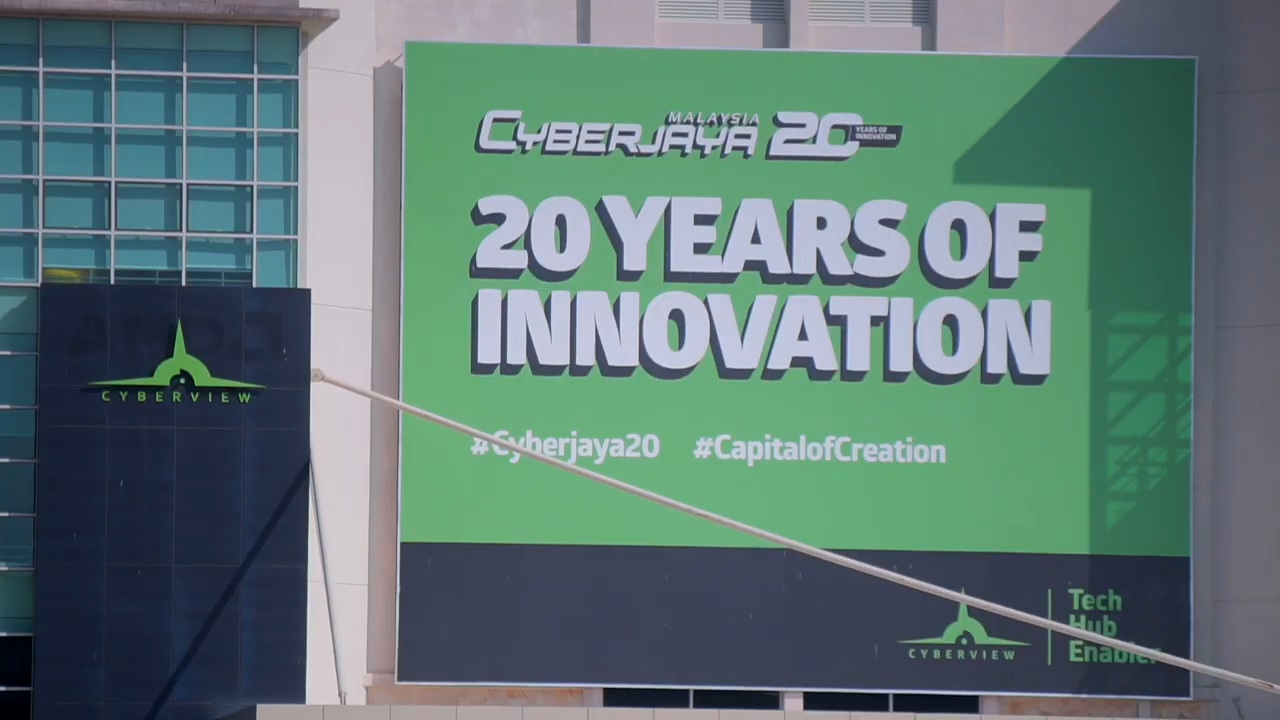 MALAYSIA
CYBERJAYA 20 YEARS OF INNOVATION
20 YEARS OF
INNOVATION
#Cyberjaya20 #CapitalofCreation
CYBERVIEW
CYBERVIEW
Tech
Hub
Enabler